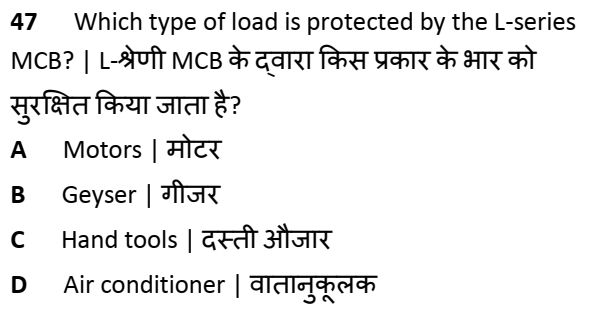 47 Which type of load is protected by the L-series
MCB? | L-श्रेणी MCB के द्वारा किस प्रकार के भार को
सुरक्षित किया जाता है?
A Motors | मोटर
B Geyser | गीजर
C Hand tools | दस्ती औजार
D Air conditioner | वातानुकूलक